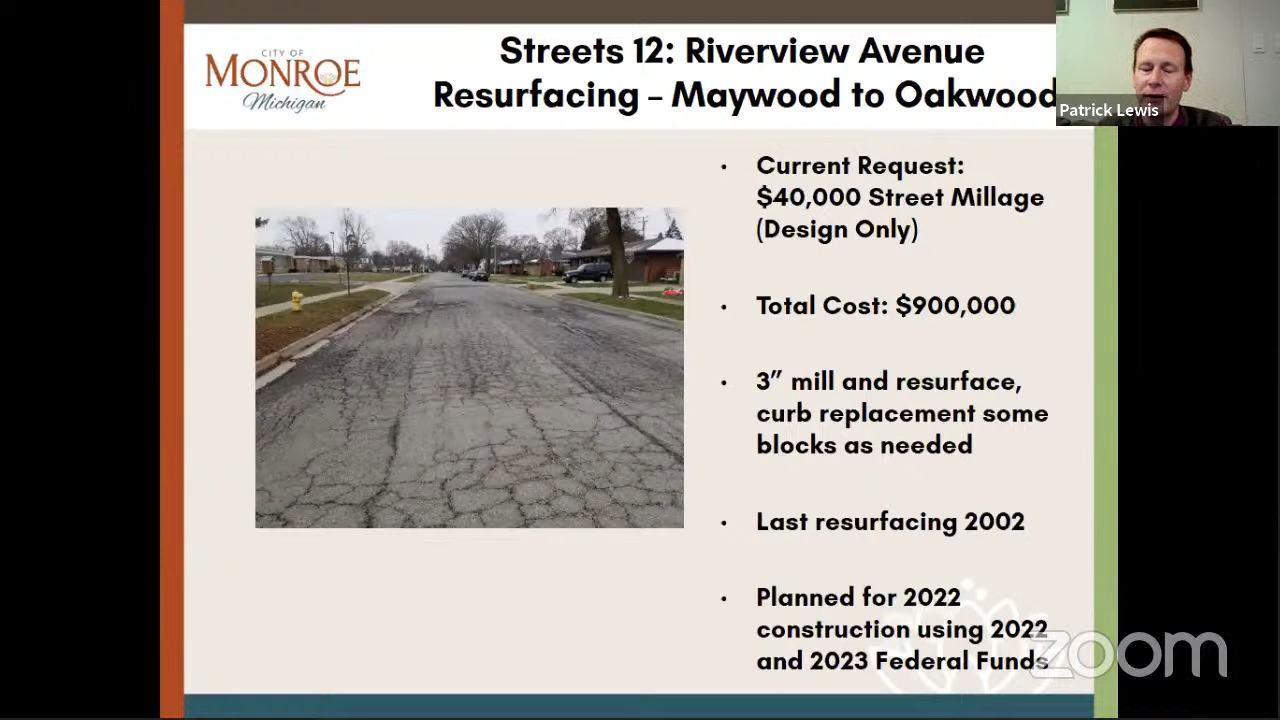 CITY OF
MONROE
Michigan
Streets 12: Riverview Avenue
Resurfacing – Maywood to Oakwood
Patrick Lewis
• Current Request:
$40,000 Street Millage
(Design Only)
• Total Cost: $900,000
• 3” mill and resurface,
curb replacement some
blocks as needed
• Last resurfacing 2002
• Planned for 2022
construction using 2022
and 2023 Federal Funds
zoom